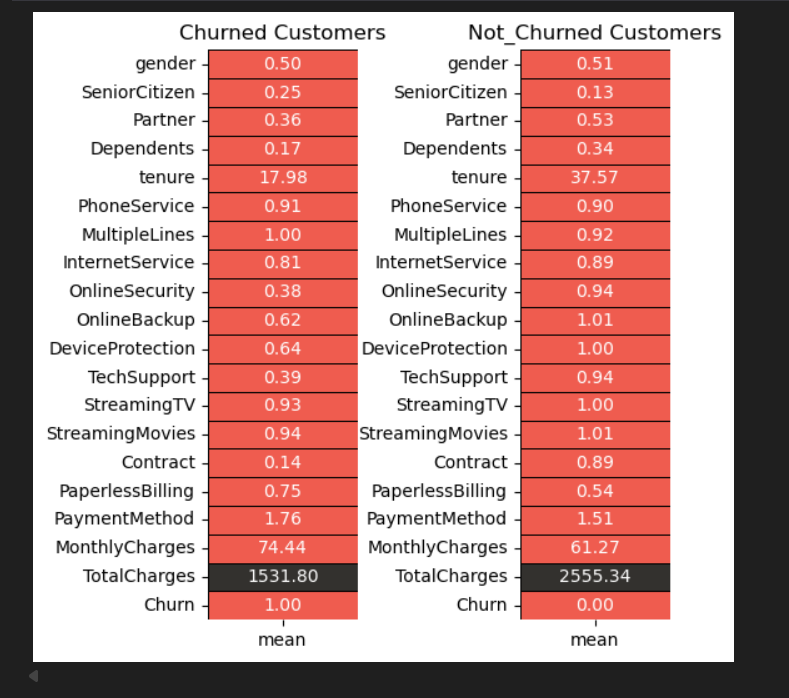 Churned Customers Not_Churned Customers
gender 0.50 gender 0.51
SeniorCitizen 0.25 SeniorCitizen 0.13
Partner 0.36 Partner 0.53
Dependents 0.17 Dependents 0.34
tenure 17.98 tenure 37.57
PhoneService 0.91 PhoneService 0.90
MultipleLines 1.00 MultipleLines 0.92
InternetService 0.81 InternetService 0.89
OnlineSecurity 0.38 OnlineSecurity 0.94
OnlineBackup 0.62 OnlineBackup 1.01
DeviceProtection 0.64 DeviceProtection 1.00
TechSupport 0.39 TechSupport 0.94
StreamingTV 0.93 StreamingTV 1.00
StreamingMovies 0.94 StreamingMovies 1.01
Contract 0.14 Contract 0.89
PaperlessBilling 0.75 PaperlessBilling 0.54
PaymentMethod 1.76 PaymentMethod 1.51
MonthlyCharges 74.44 MonthlyCharges 61.27
TotalCharges 1531.80 TotalCharges 2555.34
Churn 1.00 Churn 0.00
mean mean